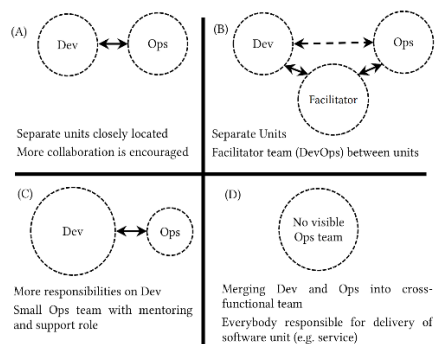 (A)
Dev
Ops
Separate units closely located
More collaboration is encouraged
(B)
Dev
Ops
Facilitator
Separate Units
Facilitator team (DevOps) between units
(C)
Dev
Ops
More responsibilities on Dev
Small Ops team with mentoring
and support role
(D)
No visible
Ops team
Merging Dev and Ops into cross-
functional team
Everybody responsible for delivery of
software unit (e.g. service)